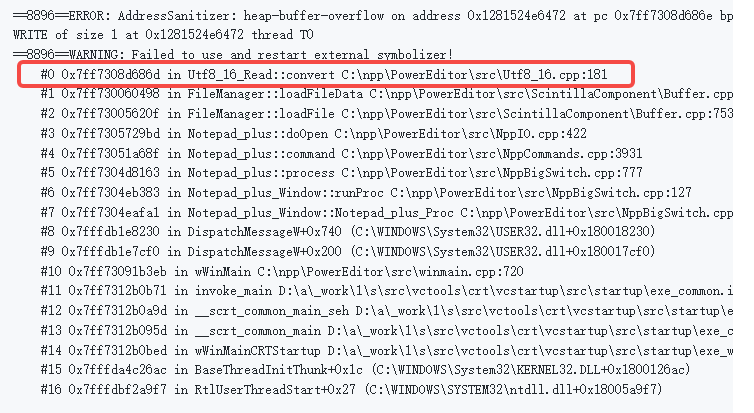 ==8896==ERROR: AddressSanitizer: heap-buffer-overflow on address 0x1281524e6472 at pc 0x7ff7308d686e bp
WRITE of size 1 at 0x1281524e6472 thread T0
==8896==WARNING: Failed to use and restart external symbolizer!
#0 0x7ff7308d686d in Utf8_16_Read::convert C:\npp\PowerEditor\src\Utf8_16.cpp:181
#1 0x7ff730060498 in FileManager::loadFileData C:\npp\PowerEditor\src\ScintillaComponent\Buffer.cpp
#2 0x7ff73005620f in FileManager::loadFile C:\npp\PowerEditor\src\ScintillaComponent\Buffer.cpp:753
#3 0x7ff7305729bd in Notepad_plus::doOpen C:\npp\PowerEditor\src\NppIO.cpp:422
#4 0x7ff73051a68f in Notepad_plus::command C:\npp\PowerEditor\src\NppCommands.cpp:3931
#5 0x7ff7304d8163 in Notepad_plus::process C:\npp\PowerEditor\src\NppBigSwitch.cpp:777
#6 0x7ff7304eb383 in Notepad_plus_Window::runProc C:\npp\PowerEditor\src\NppBigSwitch.cpp:127
#7 0x7ff7304eafa1 in Notepad_plus_Window::Notepad_plus_Proc C:\npp\PowerEditor\src\NppBigSwitch.cpp
#8 0x7fffdb1e8230 in DispatchMessageW+0x740 (C:\WINDOWS\System32\USER32.dll+0x180018230)
#9 0x7fffdb1e7cf0 in DispatchMessageW+0x200 (C:\WINDOWS\System32\USER32.dll+0x180017cf0)
#10 0x7ff73091b3eb in wWinMain C:\npp\PowerEditor\src\winmain.cpp:720
#11 0x7ff7312b0b71 in invoke_main D:\a\_work\1\s\src\vctools\crt\vcstartup\src\startup\exe_common.i
#12 0x7ff7312b0a9d in __scrt_common_main_seh D:\a\_work\1\s\src\vctools\crt\vcstartup\src\startup\e
#13 0x7ff7312b095d in __scrt_common_main D:\a\_work\1\s\src\vctools\crt\vcstartup\src\startup\exe_c
#14 0x7ff7312b0bed in wWinMainCRTStartup D:\a\_work\1\s\src\vctools\crt\vcstartup\src\startup\exe_w
#15 0x7fffda4c26ac in BaseThreadInitThunk+0x1c (C:\WINDOWS\System32\KERNEL32.DLL+0x1800126ac)
#16 0x7fffdbf2a9f7 in RtlUserThreadStart+0x27 (C:\WINDOWS\SYSTEM32\ntdll.dll+0x18005a9f7)